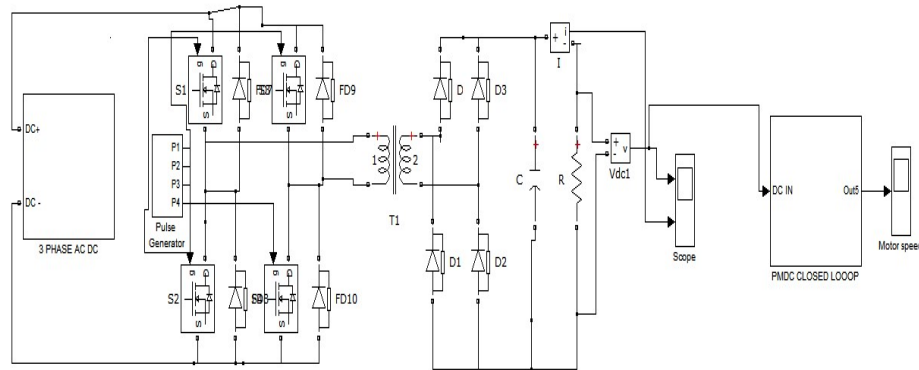 DC+
DC -
3 PHASE AC DC
S1
FD9
P1
P2
P3
P4
Pulse
Generator
S2
FD10
1
2
T1
D
D3
D1
D2
C
R
I
+
i
-
+
-
v
Vdc1
Scope
DC IN
Out5
PMDC CLOSED LOOOP
Motor speed
g
D
S
g
D
S
g
D
S
g
D
S